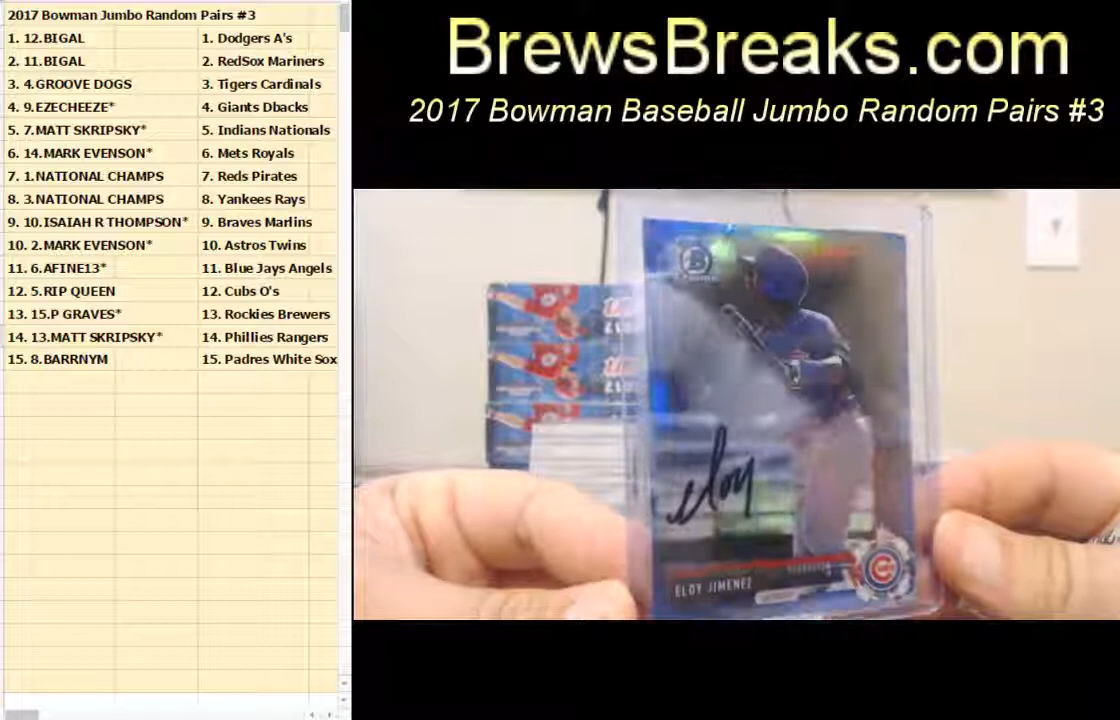 2017 Bowman Jumbo Random Pairs #3
1. 12.BIGAL 1. Dodgers A's
2. 11.BIGAL 2. RedSox Mariners
3. 4.GROOVE DOGS 3. Tigers Cardinals
4. 9.EZECHEEZE* 4. Giants Dbacks
5. 7.MATT SKRIPSKY* 5. Indians Nationals
6. 14.MARK EVENSON* 6. Mets Royals
7. 1.NATIONAL CHAMPS 7. Reds Pirates
8. 3.NATIONAL CHAMPS 8. Yankees Rays
9. 10.ISAIAH R THOMPSON* 9. Braves Marlins
10. 2.MARK EVENSON* 10. Astros Twins
11. 6.AFINE13* 11. Blue Jays Angels
12. 5.RIP QUEEN 12. Cubs O's
13. 15.P GRAVES* 13. Rockies Brewers
14. 13.MATT SKRIPSKY* 14. Phillies Rangers
15. 8.BARRNYM 15. Padres White Sox
BrewsBreaks.com
2017 Bowman Baseball Jumbo Random Pairs #3
B
Eloy
ELOY JIMENEZ
CUBS